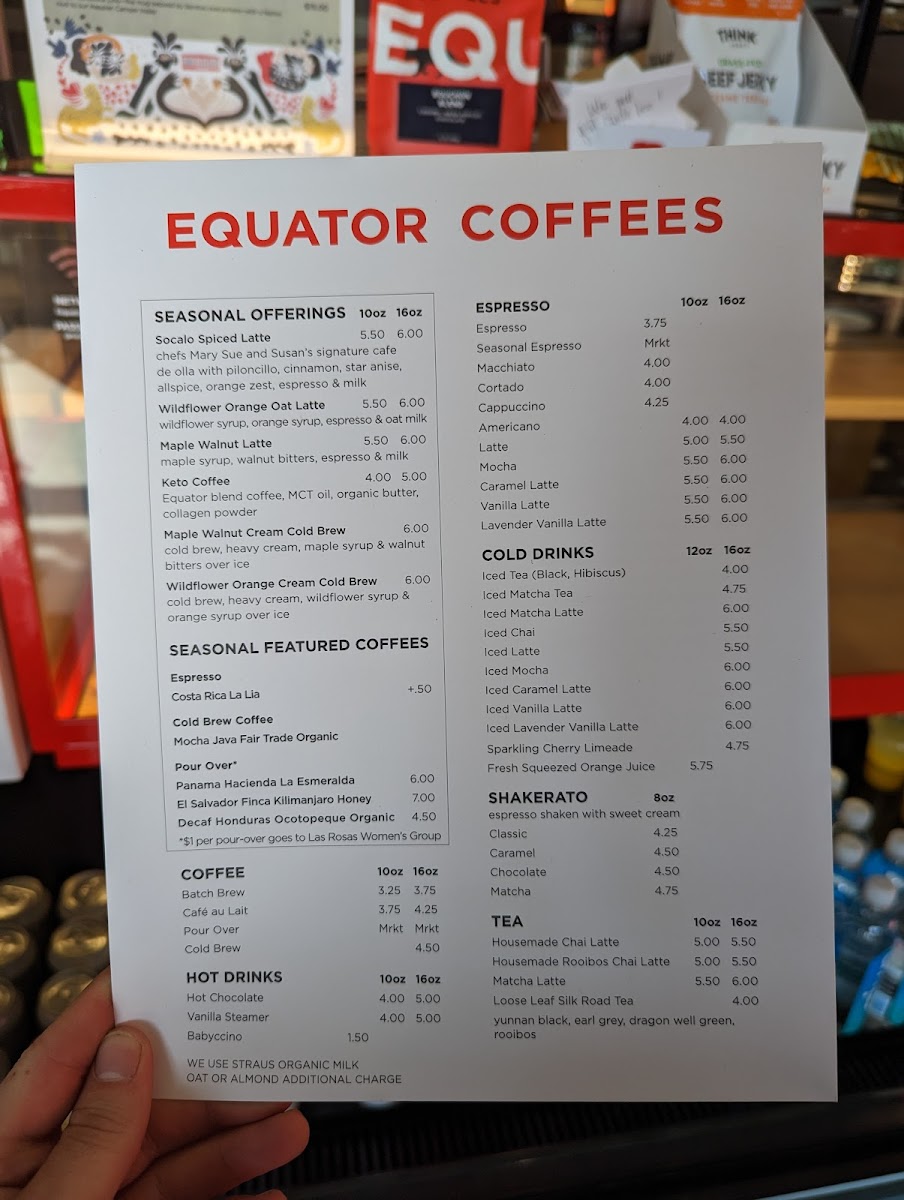 EQU
THINK
BEEF JERKY
EQUATOR COFFEES
SEASONAL OFFERINGS 10oz 16oz
Socalo Spiced Latte 5.50 6.00
chefs Mary Sue and Susan's signature cafe
de olla with piloncillo, cinnamon, star anise,
allspice, orange zest, espresso & milk
Wildflower Orange Oat Latte 5.50 6.00
wildflower syrup, orange syrup, espresso & oat milk
Maple Walnut Latte 5.50 6.00
maple syrup, walnut bitters, espresso & milk
Keto Coffee 4.00 5.00
Equator blend coffee, MCT oil, organic butter,
collagen powder
Maple Walnut Cream Cold Brew 6.00
cold brew, heavy cream, maple syrup & walnut
bitters over ice
Wildflower Orange Cream Cold Brew 6.00
cold brew, heavy cream, wildflower syrup &
orange syrup over ice
SEASONAL FEATURED COFFEES
Espresso
Costa Rica La Lia +.50
Cold Brew Coffee
Mocha Java Fair Trade Organic
Pour Over*
Panama Hacienda La Esmeralda 6.00
El Salvador Finca Kilimanjaro Honey 7.00
Decaf Honduras Ocotopeque Organic 4.50
*$1 per pour-over goes to Las Rosas Women's Group
COFFEE 10oz 16oz
Batch Brew 3.25 3.75
Café au Lait 3.75 4.25
Pour Over Mrkt Mrkt
Cold Brew 4.50
HOT DRINKS 10oz 16oz
Hot Chocolate 4.00 5.00
Vanilla Steamer 4.00 5.00
Babyccino 1.50
WE USE STRAUS ORGANIC MILK
OAT OR ALMOND ADDITIONAL CHARGE
ESPRESSO 10oz 16oz
Espresso 3.75
Seasonal Espresso Mrkt
Macchiato 4.00
Cortado 4.00
Cappuccino 4.25
Americano 4.00 4.00
Latte 5.00 5.50
Mocha 5.50 6.00
Caramel Latte 5.50 6.00
Vanilla Latte 5.50 6.00
Lavender Vanilla Latte 5.50 6.00
COLD DRINKS 12oz 16oz
Iced Tea (Black, Hibiscus) 4.00
Iced Matcha Tea 4.75
Iced Matcha Latte 6.00
Iced Chai 5.50
Iced Latte 5.50
Iced Mocha 6.00
Iced Caramel Latte 6.00
Iced Vanilla Latte 6.00
Iced Lavender Vanilla Latte 6.00
Sparkling Cherry Limeade 4.75
Fresh Squeezed Orange Juice 5.75
SHAKERATO 8oz
espresso shaken with sweet cream
Classic 4.25
Caramel 4.50
Chocolate 4.50
Matcha 4.75
TEA 10oz 16oz
Housemade Chai Latte 5.00 5.50
Housemade Rooibos Chai Latte 5.00 5.50
Matcha Latte 5.50 6.00
Loose Leaf Silk Road Tea 4.00
yunnan black, earl grey, dragon well green,
rooibos